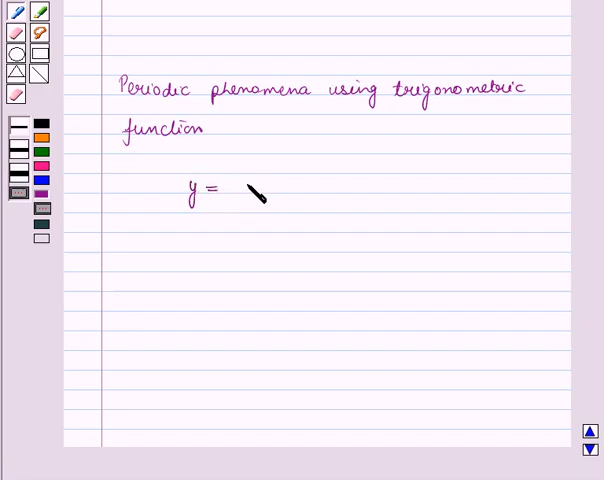 Periodic phenomena using trigonometric
function
y =